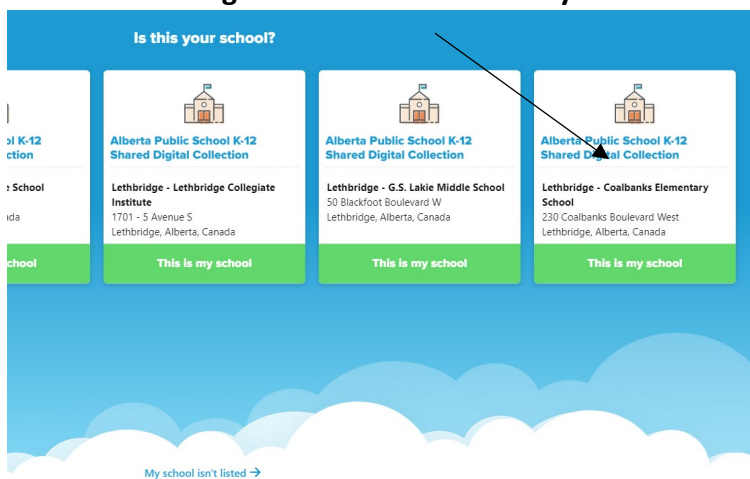 Is this your school?
ol K-12
ction
e School
ada
chool
Alberta Public School K-12
Shared Digital Collection
Lethbridge - Lethbridge Collegiate
Institute
1701 - 5 Avenue S
Lethbridge, Alberta, Canada
This is my school
Alberta Public School K-12
Shared Digital Collection
Lethbridge - G.S. Lakie Middle School
50 Blackfoot Boulevard W
Lethbridge, Alberta, Canada
This is my school
Alberta Public School K-12
Shared Digital Collection
Lethbridge - Coalbanks Elementary
School
230 Coalbanks Boulevard West
Lethbridge, Alberta, Canada
This is my school
My school isn't listed →